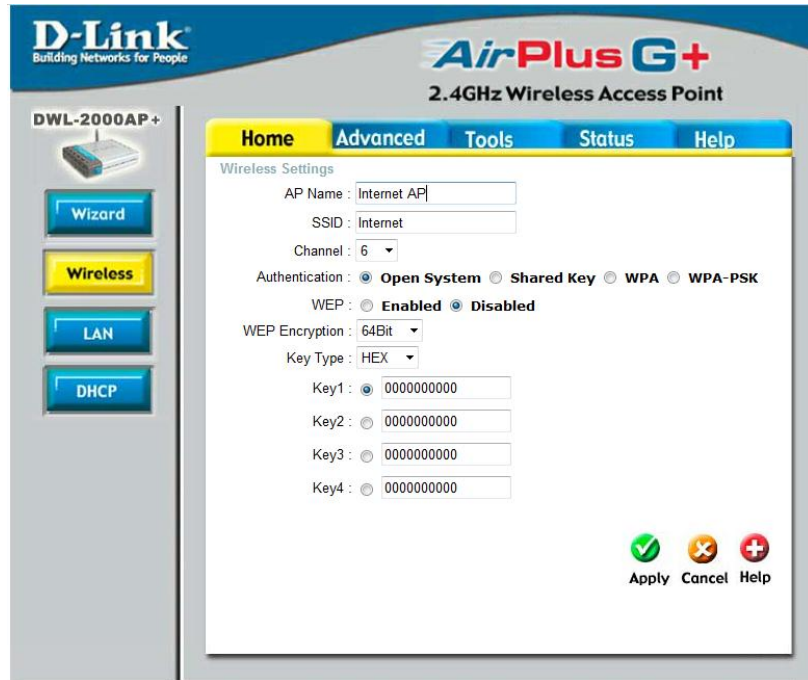 D-Link
Building Networks for People
AirPlus G+
2.4GHz Wireless Access Point
DWL-2000AP+
Home Advanced Tools Status Help
Wizard
Wireless
LAN
DHCP
Wireless Settings
AP Name : Internet AP
SSID : Internet
Channel : 6
Authentication : Open System Shared Key WPA WPA-PSK
WEP : Enabled Disabled
WEP Encryption : 64Bit
Key Type : HEX
Key1 : 0000000000
Key2 : 0000000000
Key3 : 0000000000
Key4 : 0000000000
Apply Cancel Help